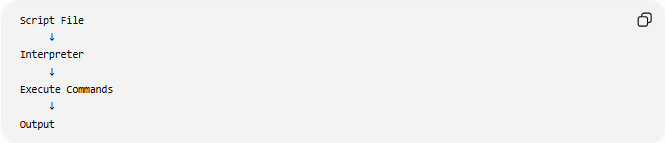 Script File
↓
Interpreter
↓
Execute Commands
↓
Output